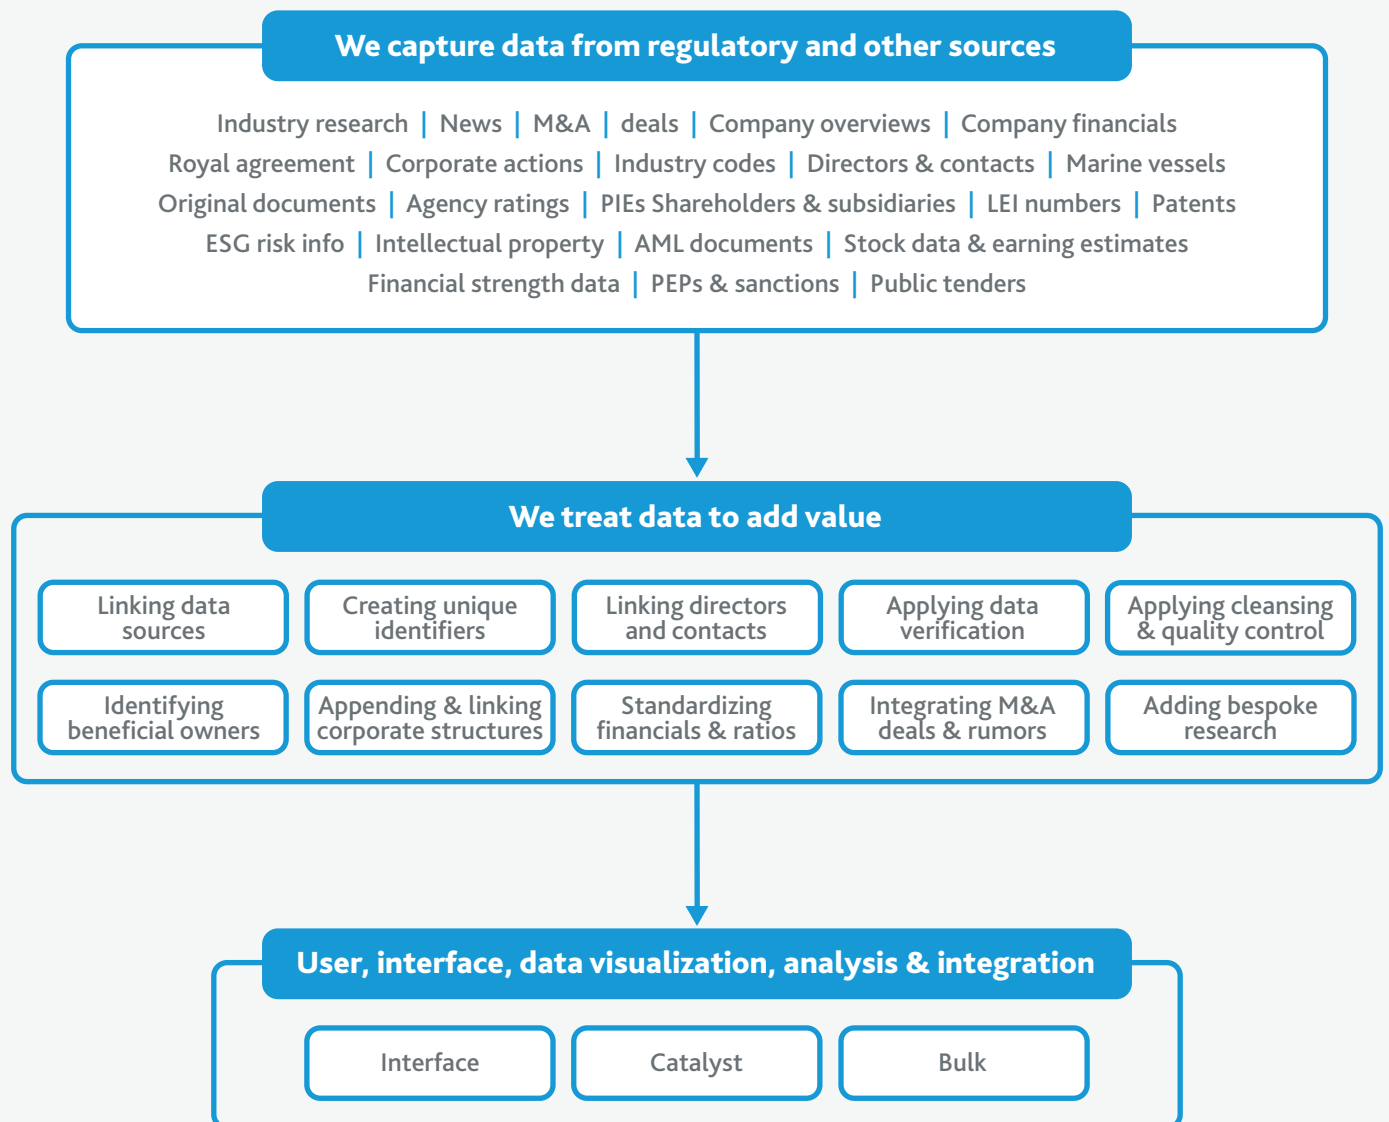 We capture data from regulatory and other sources
Industry research | News | M&A | deals | Company overviews | Company financials
Royal agreement | Corporate actions | Industry codes | Directors & contacts | Marine vessels
Original documents | Agency ratings | PIEs Shareholders & subsidiaries | LEI numbers | Patents
ESG risk info | Intellectual property | AML documents | Stock data & earning estimates
Financial strength data | PEPs & sanctions | Public tenders
We treat data to add value
Linking data
sources
Creating unique
identifiers
Linking directors
and contacts
Applying data
verification
Applying cleansing
& quality control
Identifying
beneficial owners
Appending & linking
corporate structures
Standardizing
financials & ratios
Integrating M&A
deals & rumors
Adding bespoke
research
User, interface, data visualization, analysis & integration
Interface
Catalyst
Bulk